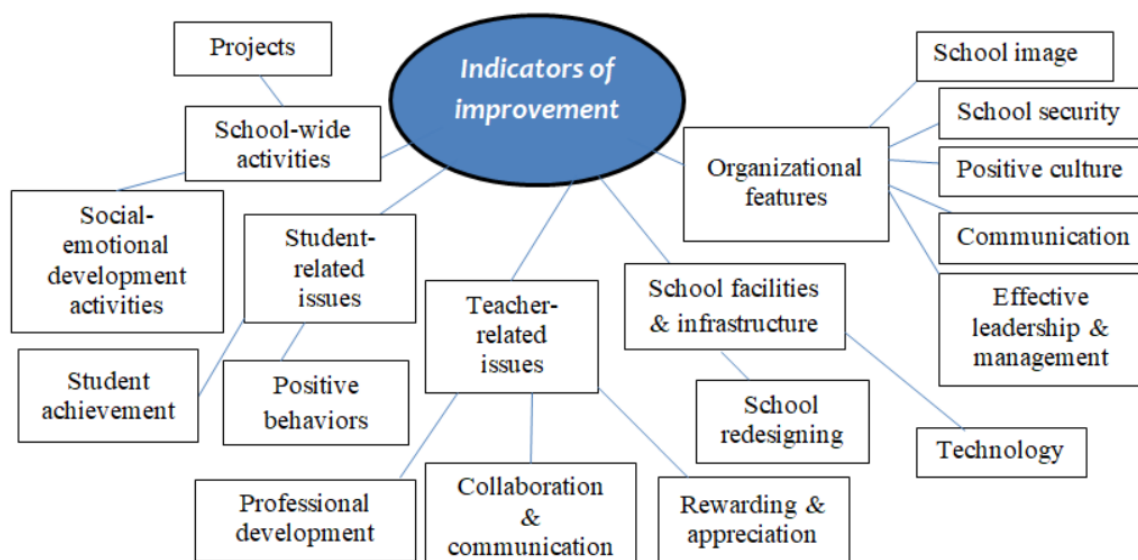 Indicators of
improvement
Projects
School-wide
activities
Social-
emotional
development
activities
Student-
related
issues
Student
achievement
Positive
behaviors
Teacher-
related
issues
Professional
development
Collaboration
&
communication
Rewarding &
appreciation
School facilities
& infrastructure
School
redesigning
Technology
Organizational
features
School image
School security
Positive culture
Communication
Effective
leadership &
management